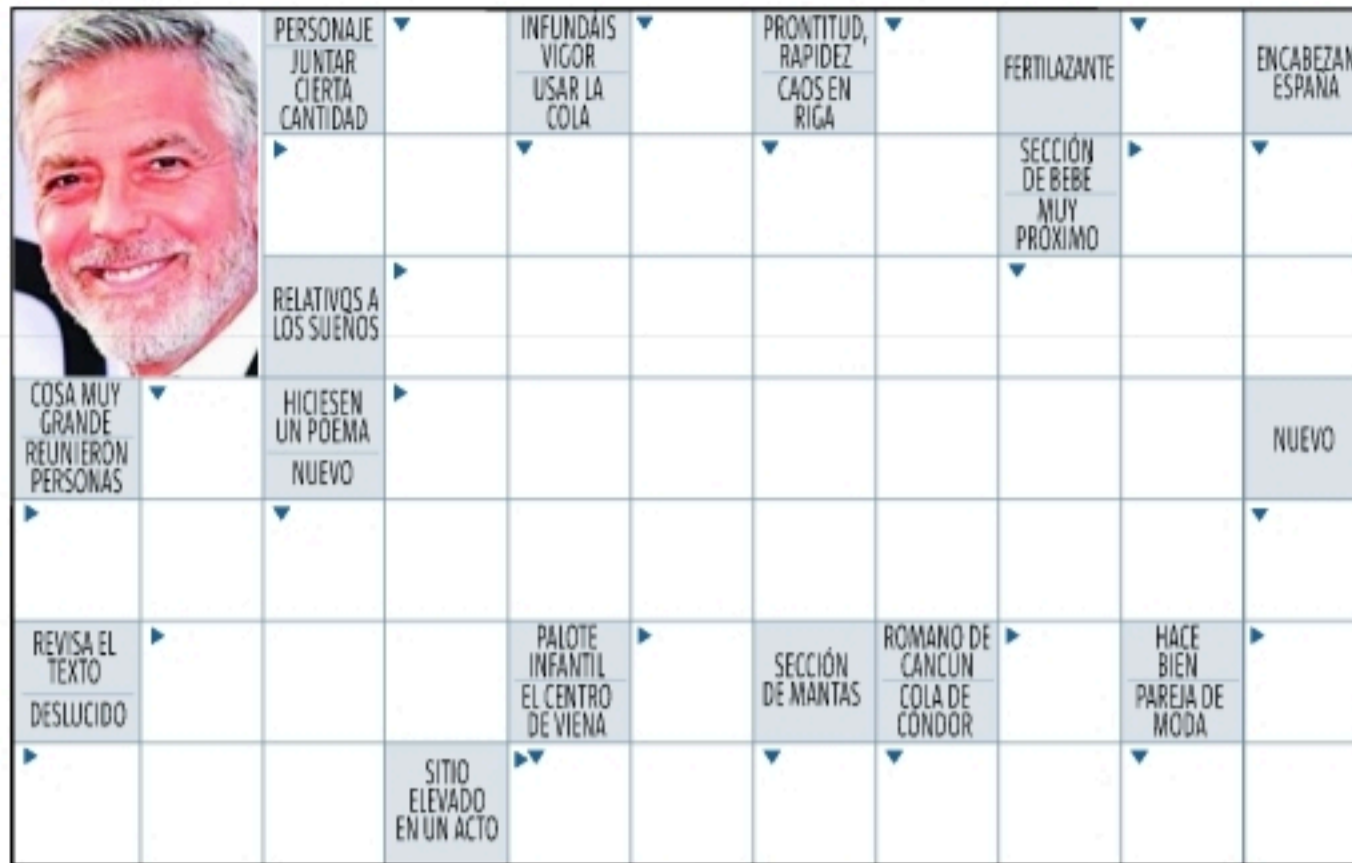 PERSONAJE
JUNTAR
CIERTA
CANTIDAD
INFUNDÁIS
VIGOR
USAR LA
COLA
PRONTITUD,
RAPIDEZ
CAOS EN
RIGA
FERTILAZANTE
ENCABEZAN
ESPAÑA
SECCIÓN
DE BEBÉ
MUY
PRÓXIMO
RELATIVOS A
LOS SUEÑOS
COSA MUY
GRANDE
REUNIERON
PERSONAS
HICIESEN
UN POEMA
NUEVO
NUEVO
REVISA EL
TEXTO
DESLUCIDO
PALOTE
INFANTIL
EL CENTRO
DE VIENA
SECCIÓN
DE MANTAS
ROMANO DE
CANCÚN
COLA DE
CÓNDOR
HACE
BIEN
PAREJA DE
MODA
SITIO
ELEVADO
EN UN ACTO